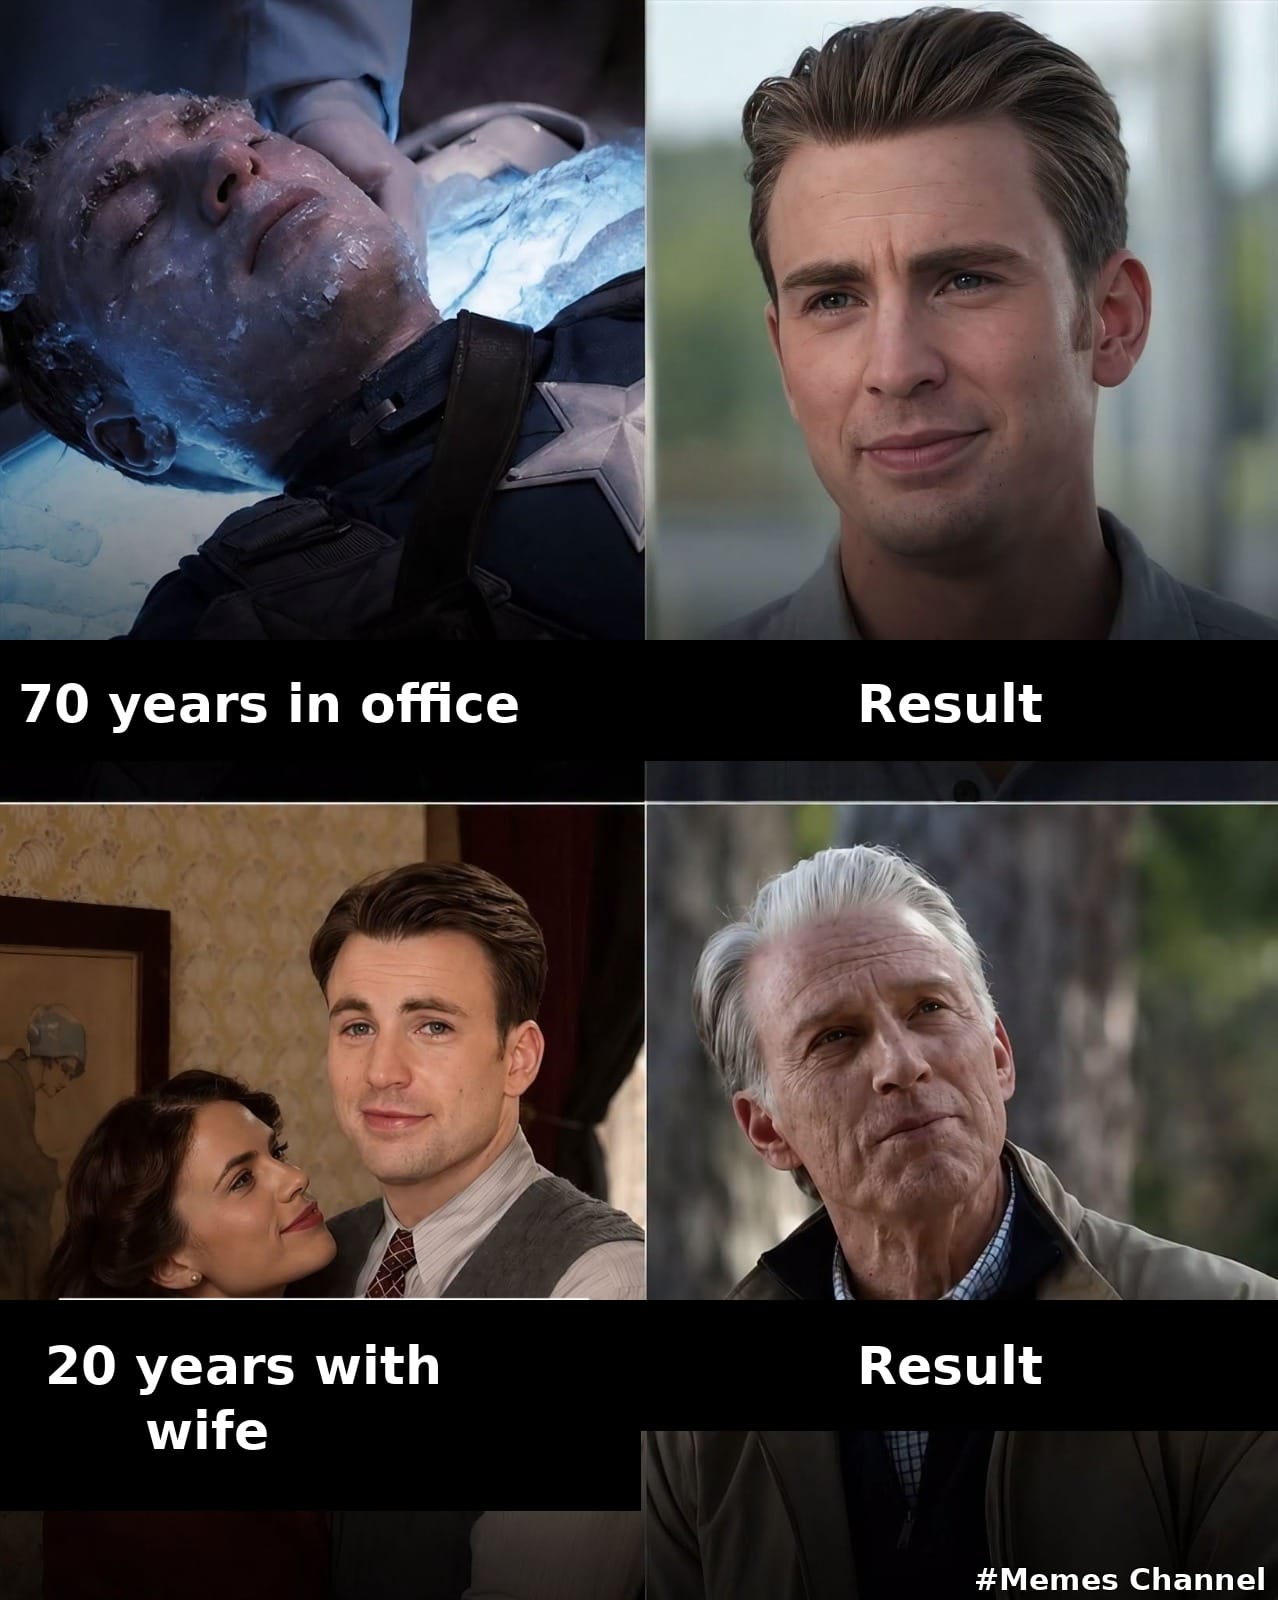 70 years in office
Result
20 years with
wife
Result
#Memes Channel